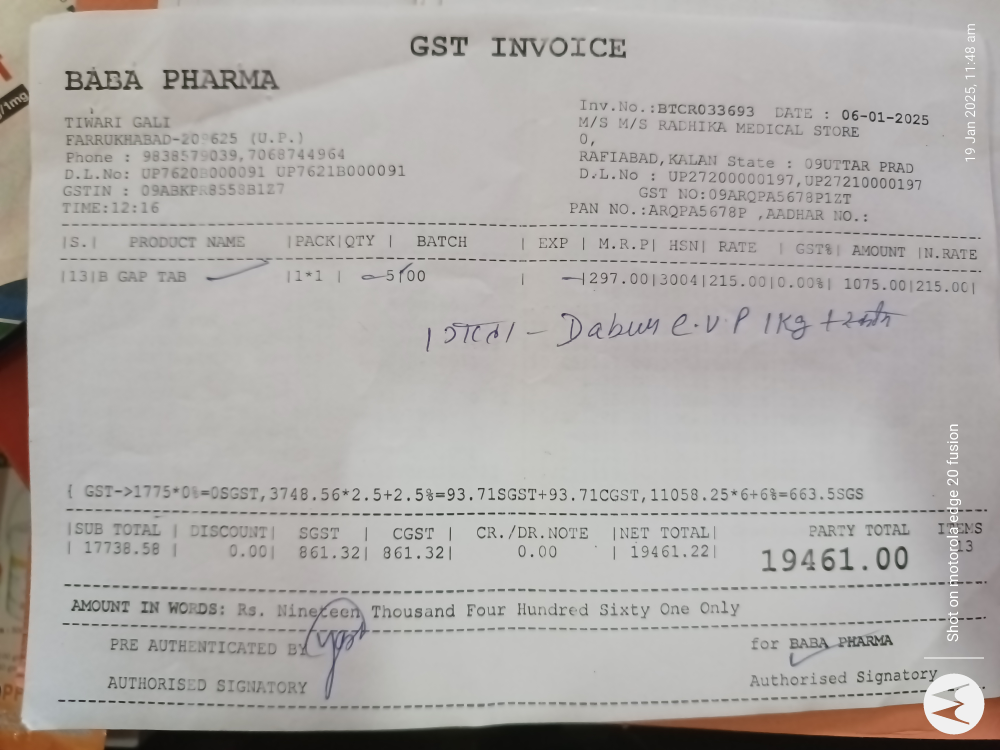 GST INVOICE
BABA PHARMA
TIWARI GALI
FARRUKHABAD-209625 (U.P.)
Phone : 9838579039,7068744964
D.L.No: UP7620B000091 UP7621B000091
GSTIN : 09ABKPR8558B1Z7
TIME:12:16
Inv.No.:BTCR033693 DATE : 06-01-2025
M/S M/S RADHIKA MEDICAL STORE
0,
RAFIABAD,KALAN State : 09UTTAR PRAD
D.L.No : UP27200000197,UP27210000197
GST NO:09ARQPA5678P1ZT
PAN NO.:ARQPA5678P ,AADHAR NO.:
|S.| PRODUCT NAME |PACK|QTY | BATCH | EXP | M.R.P| HSN| RATE | GST%| AMOUNT |N.RATE
|13|B GAP TAB |1*1 | 5 00 | |297.00|3004|215.00|0.00%| 1075.00|215.00|
Dabur C.V.P 1Kg
{ GST->1775*0%=0SGST,3748.56*2.5+2.5%=93.71SGST+93.71CGST,11058.25*6+6%=663.5SGS
|SUB TOTAL | DISCOUNT| SGST | CGST | CR./DR.NOTE |NET TOTAL| PARTY TOTAL ITEMS
| 17738.58 | 0.00| 861.32| 861.32| 0.00 | 19461.22| 19461.00 13
AMOUNT IN WORDS: Rs. Nineteen Thousand Four Hundred Sixty One Only
PRE AUTHENTICATED BY
for BABA PHARMA
AUTHORISED SIGNATORY
Authorised Signatory
19 Jan 2025, 11:48 am
Shot on motorola edge 20 fusion